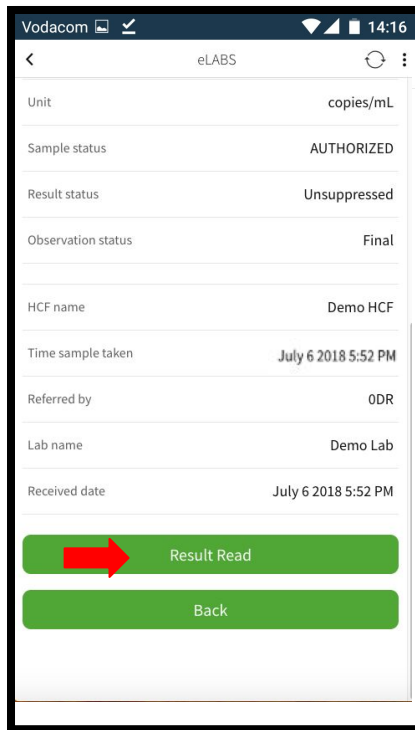 Vodacom 14:16
eLABS
Unit copies/mL
Sample status AUTHORIZED
Result status Unsuppressed
Observation status Final
HCF name Demo HCF
Time sample taken July 6 2018 5:52 PM
Referred by 0DR
Lab name Demo Lab
Received date July 6 2018 5:52 PM
Result Read
Back